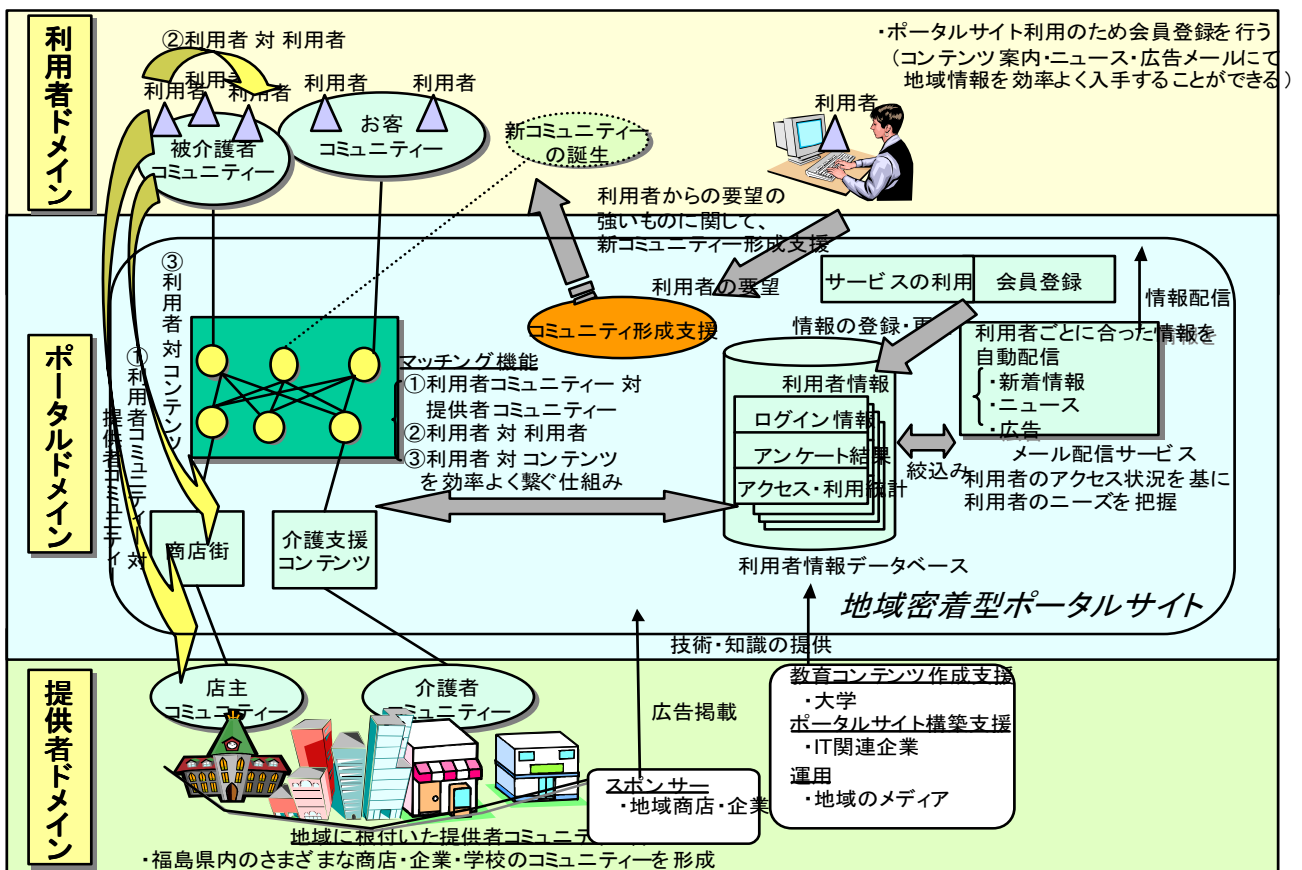 利用者ドメイン
②利用者 対 利用者
利用者
利用者
利用者
利用者
利用者
被介護者
コミュニティー
お客
コミュニティー
新コミュニティー
の誕生
・ポータルサイト利用のため会員登録を行う
(コンテンツ案内・ニュース・広告メールにて
地域情報を効率よく入手することができる)
利用者
利用者からの要望の
強いものに関して、
新コミュニティー形成支援
ポータルドメイン
利用者の要望
コミュニティ形成支援
サービスの利用
会員登録
情報配信
情報の登録・
③利用者 対 コンテンツ
①利用者コミュニティー 対
提供者コミュニティ
マッチング機能
①利用者コミュニティー 対
提供者コミュニティー
②利用者 対 利用者
③利用者 対 コンテンツ
を効率よく繋ぐ仕組み
利用者情報
ログイン情報
アンケート結果
アクセス・利用統計
利用者情報データベース
絞込み
利用者ごとに合った情報を
自動配信
・新着情報
・ニュース
・広告
メール配信サービス
利用者のアクセス状況を基に
利用者のニーズを把握
商店街
介護支援
コンテンツ
地域密着型ポータルサイト
技術・知識の提供
提供者ドメイン
店主
コミュニティー
介護者
ミュニティー
広告掲載
スポンサー
・地域商店・企業
教育コンテンツ作成支援
・大学
ポータルサイト構築支援
・IT関連企業
運用
・地域のメディア
地域に根付いた提供者コミュニテ
・福島県内のさまざまな商店・企業・学校のコミュニティーを形成